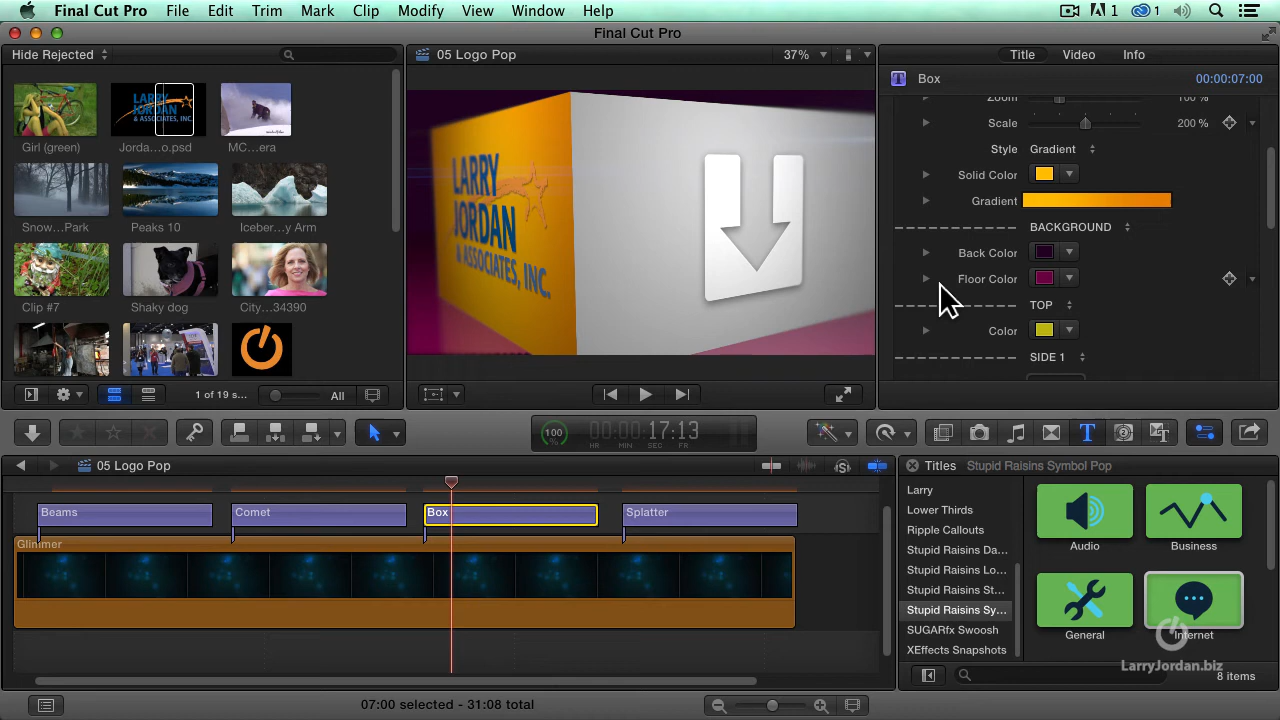 Final Cut Pro File Edit Trim Mark Clip Modify View Window Help 1 1
Final Cut Pro
Hide Rejected
05 Logo Pop 37%
Title Video Info
Box 00:00:07:00
Girl (green) Jorda...o.psd MC...era
Snow...Park Peaks 10 Iceber...y Arm
Clip #7 Shaky dog City...34390
1 of 19 s... All
LARRY
JORDAN
& ASSOCIATES, INC.
Zoom 100 %
Scale 200 %
Style Gradient
Solid Color
Gradient
BACKGROUND
Back Color
Floor Color
TOP
Color
SIDE 1
100 % 00:00:17:13
HR MIN SEC FR
05 Logo Pop
Beams Comet Box Splatter
Glimmer
Titles Stupid Raisins Symbol Pop
Larry
Lower Thirds
Ripple Callouts
Stupid Raisins Da...
Stupid Raisins Lo...
Stupid Raisins St...
Stupid Raisins Sy...
SUGARfx Swoosh
XEffects Snapshots
Audio Business
General Internet
LarryJordan.biz
8 items
07:00 selected - 31:08 total